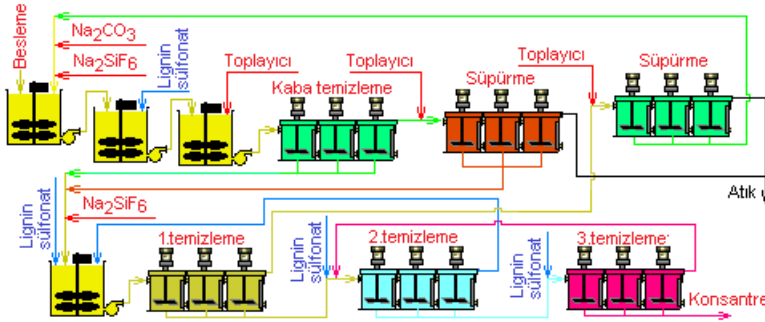 Besleme
Na2CO3
Na2SiF6
Lignin
sülfonat
Toplayıcı
Kaba temizleme
Toplayıcı
Süpürme
Toplayıcı
Süpürme
Atık
Lignin
sülfonat
Na2SiF6
1.temizleme
Lignin
sülfonat
2.temizleme
Lignin
sülfonat
3.temizleme
Konsantre